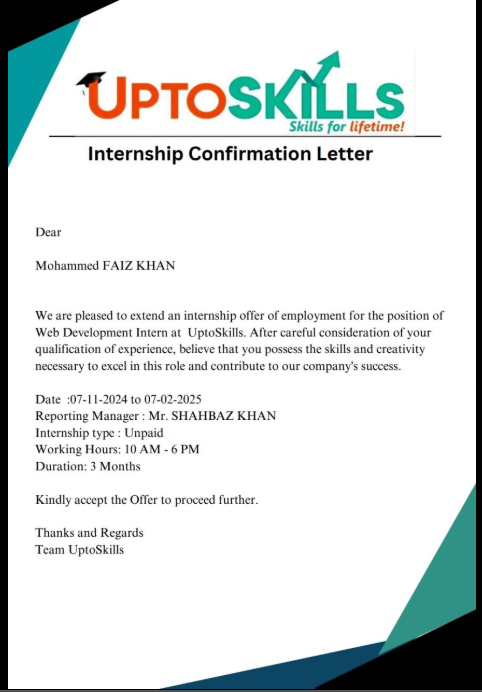 UPTOSKILLS
Skills for lifetime!
Internship Confirmation Letter
Dear
Mohammed FAIZ KHAN
We are pleased to extend an internship offer of employment for the position of
Web Development Intern at  UptoSkills. After careful consideration of your
qualification of experience, believe that you possess the skills and creativity
necessary to excel in this role and contribute to our company's success.
Date :07-11-2024 to 07-02-2025
Reporting Manager : Mr. SHAHBAZ KHAN
Internship type : Unpaid
Working Hours: 10 AM - 6 PM
Duration: 3 Months
Kindly accept the Offer to proceed further.
Thanks and Regards
Team UptoSkills